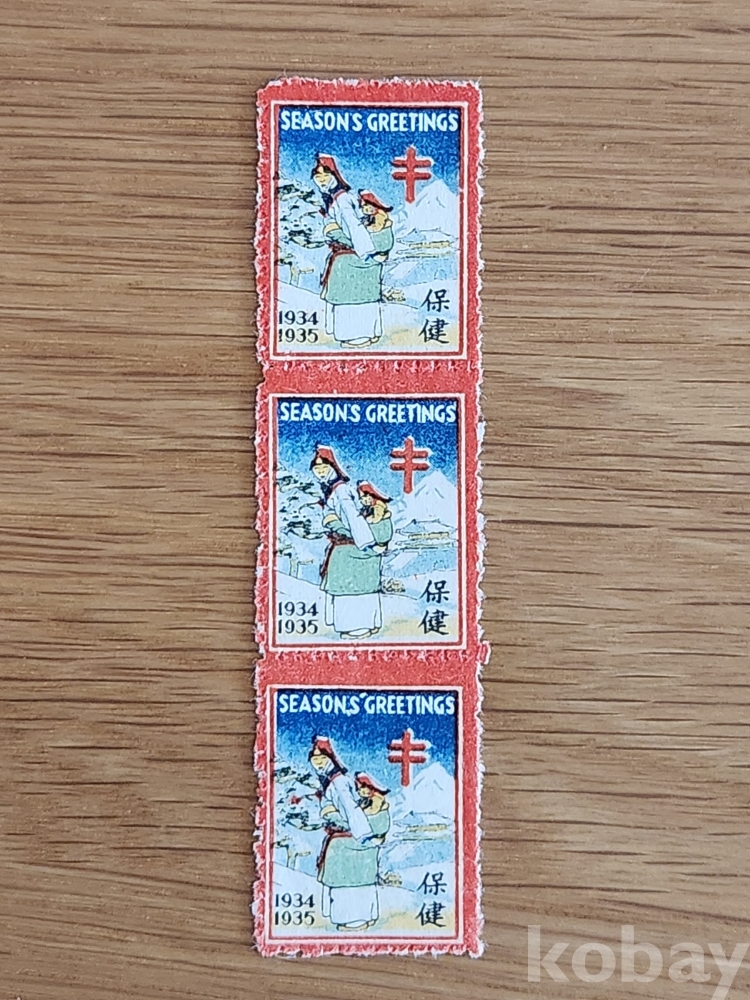 SEASON'S GREETINGS
保
健
1934
1935
SEASON'S GREETINGS
保
健
1934
1935
SEASON'S GREETINGS
保
健
1934
1935
kobay